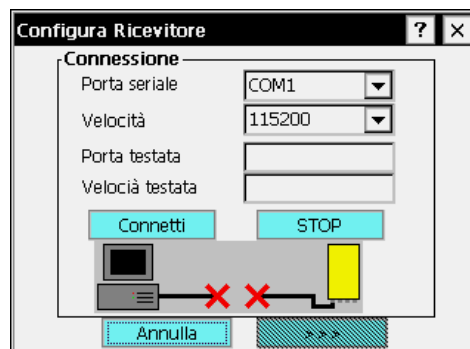 Configura Ricevitore ? ×
Connessione
Porta seriale COM1
Velocità 115200
Porta testata
Velocià testata
Connetti STOP
Annulla >>>